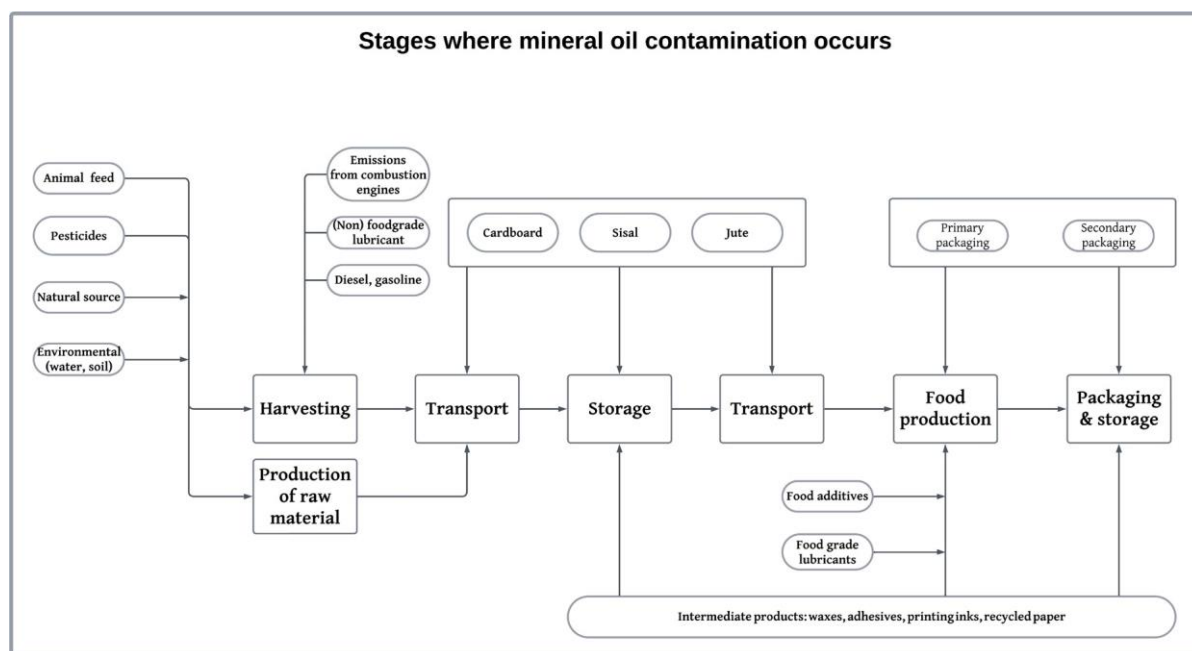 Stages where mineral oil contamination occurs
Animal feed
Pesticides
Natural source
Environmental
(water, soil)
Emissions
from combustion
engines
(Non) foodgrade
lubricant
Diesel, gasoline
Cardboard
Sisal
Jute
Primary
packaging
Secondary
packaging
Harvesting
Transport
Storage
Transport
Food
production
Packaging
& storage
Production
of raw
material
Food additives
Food grade
lubricants
Intermediate products: waxes, adhesives, printing inks, recycled paper